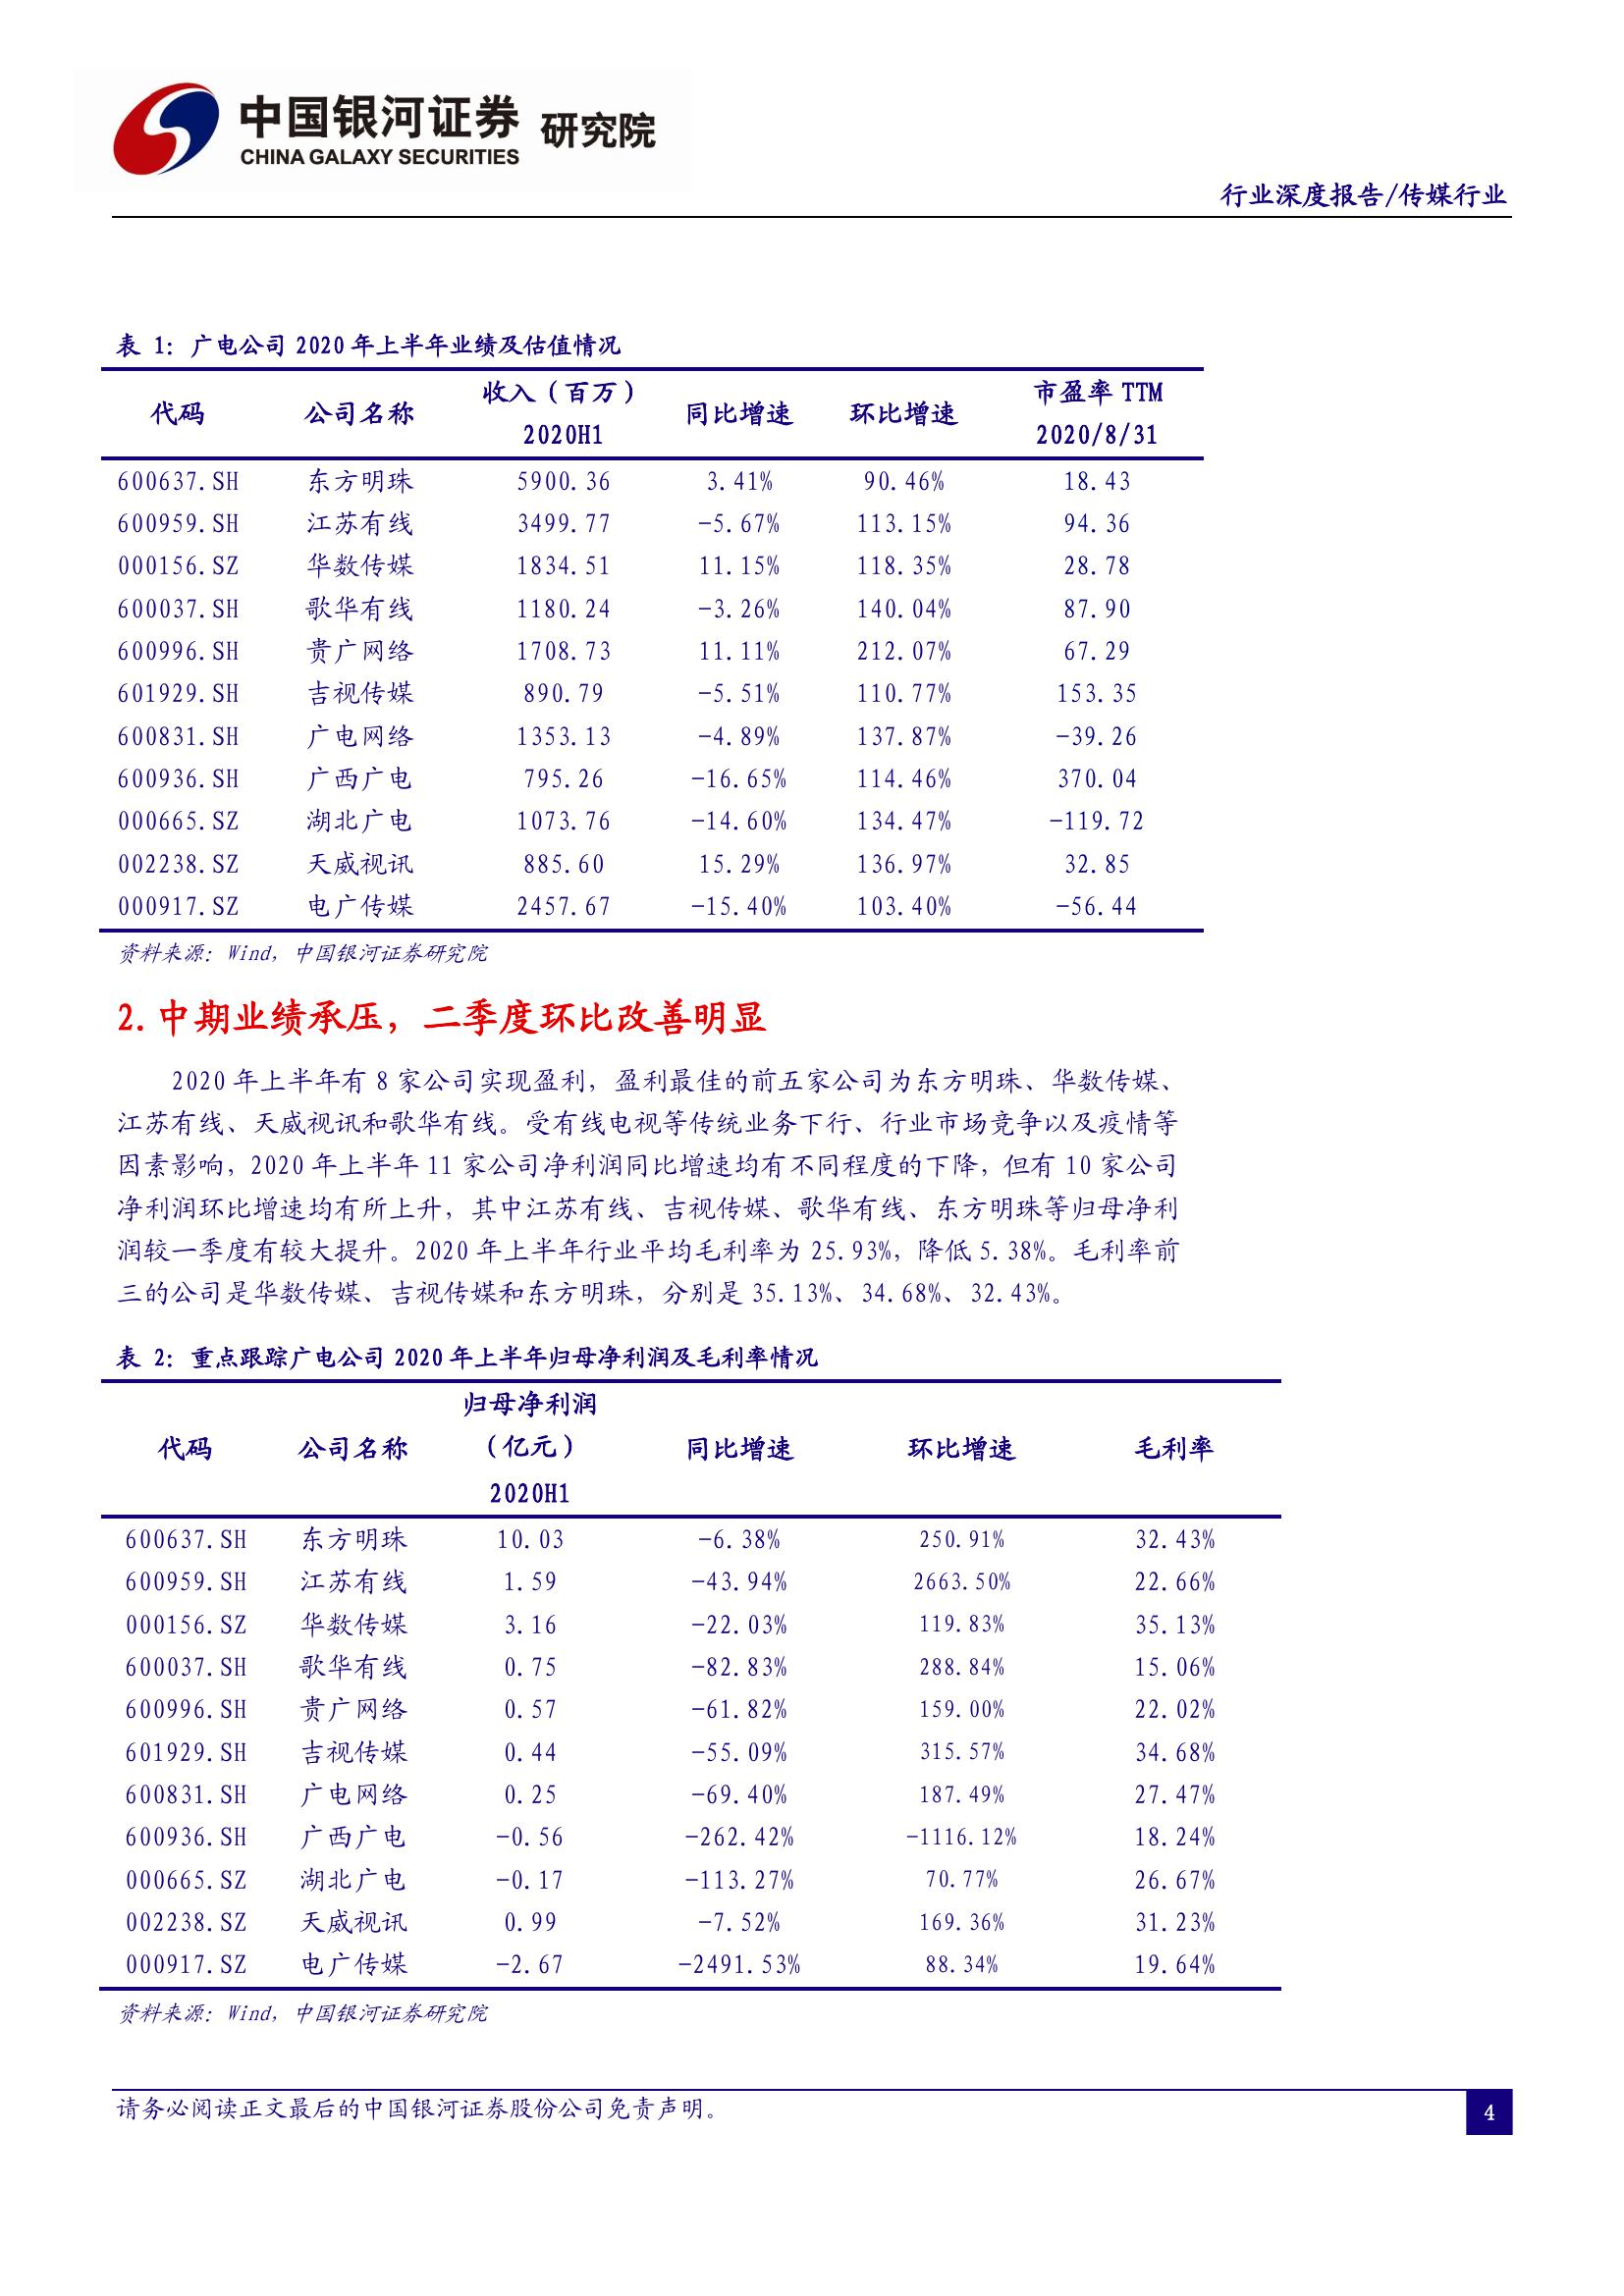 中国银河证券 研究院
CHINA GALAXY SECURITIES
行业深度报告/传媒行业
表 1: 广电公司 2020 年上半年业绩及估值情况
代码 公司名称 收入（百万）2020H1 同比增速 环比增速 市盈率 TTM 2020/8/31
600637.SH 东方明珠 5900.36 3.41% 90.46% 18.43
600959.SH 江苏有线 3499.77 -5.67% 113.15% 94.36
000156.SZ 华数传媒 1834.51 11.15% 118.35% 28.78
600037.SH 歌华有线 1180.24 -3.26% 140.04% 87.90
600996.SH 贵广网络 1708.73 11.11% 212.07% 67.29
601929.SH 吉视传媒 890.79 -5.51% 110.77% 153.35
600831.SH 广电网络 1353.13 -4.89% 137.87% -39.26
600936.SH 广西广电 795.26 -16.65% 114.46% 370.04
000665.SZ 湖北广电 1073.76 -14.60% 134.47% -119.72
002238.SZ 天威视讯 885.60 15.29% 136.97% 32.85
000917.SZ 电广传媒 2457.67 -15.40% 103.40% -56.44
资料来源: Wind, 中国银河证券研究院
2. 中期业绩承压，二季度环比改善明显
2020 年上半年有 8 家公司实现盈利，盈利最佳的前五家公司为东方明珠、华数传媒、
江苏有线、天威视讯和歌华有线。受有线电视等传统业务下行、行业市场竞争以及疫情等
因素影响，2020 年上半年 11 家公司净利润同比增速均有不同程度的下降，但有 10 家公司
净利润环比增速均有所上升，其中江苏有线、吉视传媒、歌华有线、东方明珠等归母净利
润较一季度有较大提升。2020 年上半年行业平均毛利率为 25.93%，降低 5.38%。毛利率前
三的公司是华数传媒、吉视传媒和东方明珠，分别是 35.13%、34.68%、32.43%。
表 2: 重点跟踪广电公司 2020 年上半年归母净利润及毛利率情况
代码 公司名称 归母净利润（亿元）2020H1 同比增速 环比增速 毛利率
600637.SH 东方明珠 10.03 -6.38% 250.91% 32.43%
600959.SH 江苏有线 1.59 -43.94% 2663.50% 22.66%
000156.SZ 华数传媒 3.16 -22.03% 119.83% 35.13%
600037.SH 歌华有线 0.75 -82.83% 288.84% 15.06%
600996.SH 贵广网络 0.57 -61.82% 159.00% 22.02%
601929.SH 吉视传媒 0.44 -55.09% 315.57% 34.68%
600831.SH 广电网络 0.25 -69.40% 187.49% 27.47%
600936.SH 广西广电 -0.56 -262.42% -1116.12% 18.24%
000665.SZ 湖北广电 -0.17 -113.27% 70.77% 26.67%
002238.SZ 天威视讯 0.99 -7.52% 169.36% 31.23%
000917.SZ 电广传媒 -2.67 -2491.53% 88.34% 19.64%
资料来源: Wind, 中国银河证券研究院
请务必阅读正文最后的中国银河证券股份公司免责声明。
4